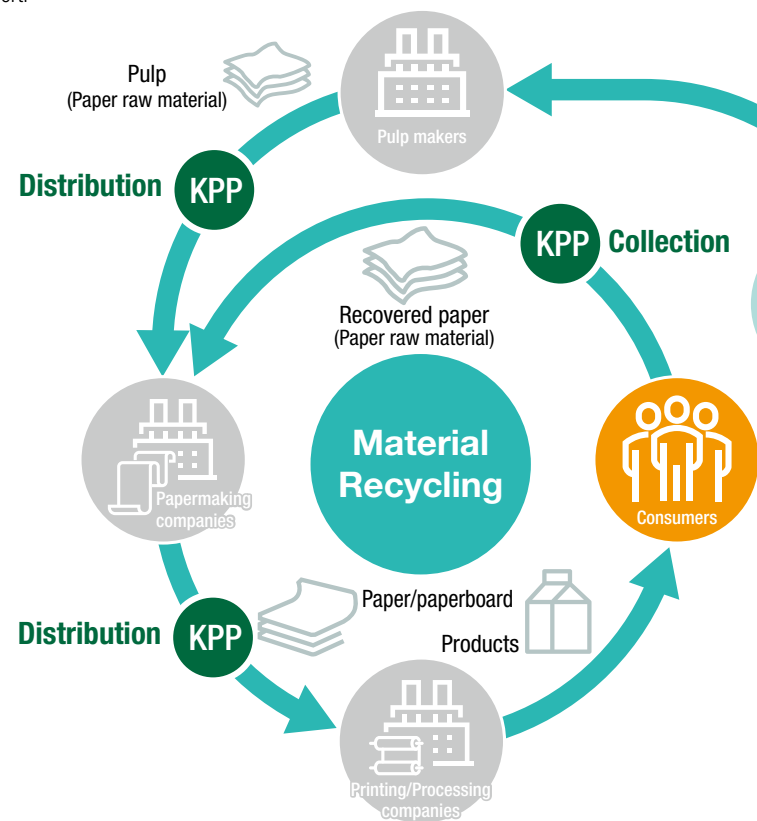 Pulp
(Paper raw material)
Pulp makers
Distribution
KPP
KPP
Collection
Recovered paper
(Paper raw material)
Material
Recycling
Papermaking
companies
Consumers
Paper/paperboard
Distribution
KPP
Products
Printing/Processing
companies